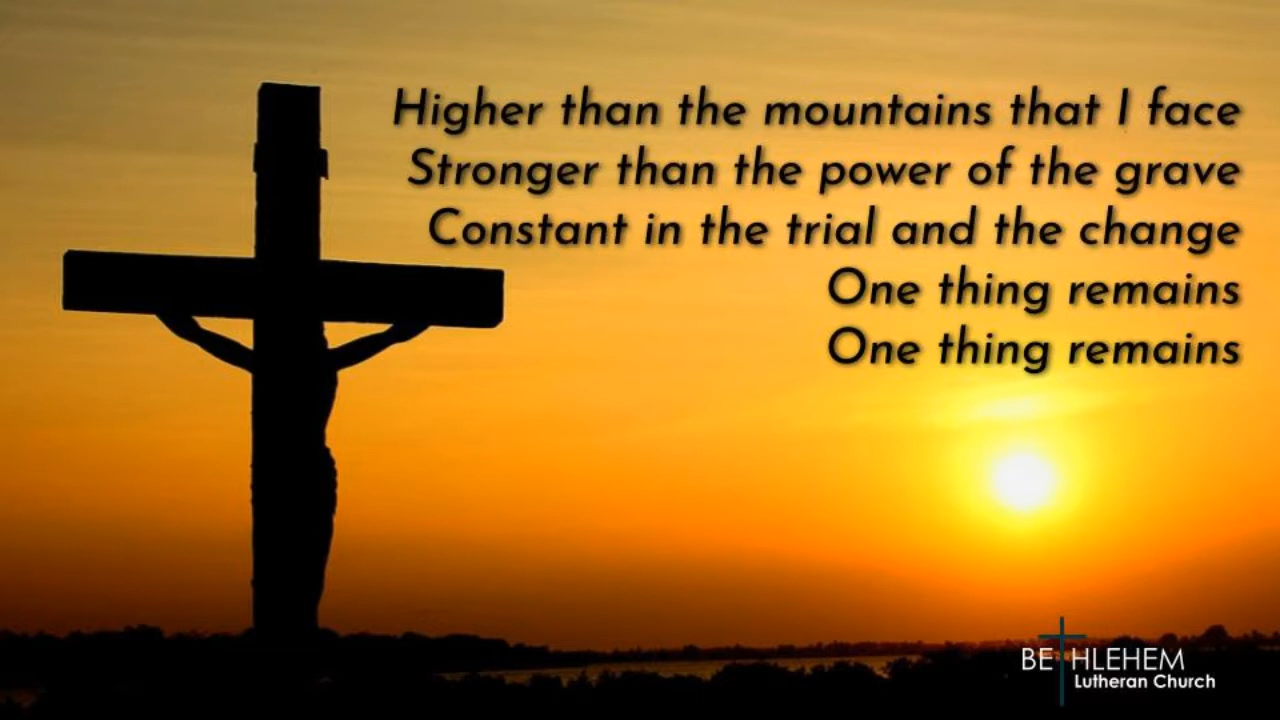 Higher than the mountains that I face
Stronger than the power of the grave
Constant in the trial and the change
One thing remains
One thing remains
BETHLEHEM
Lutheran Church